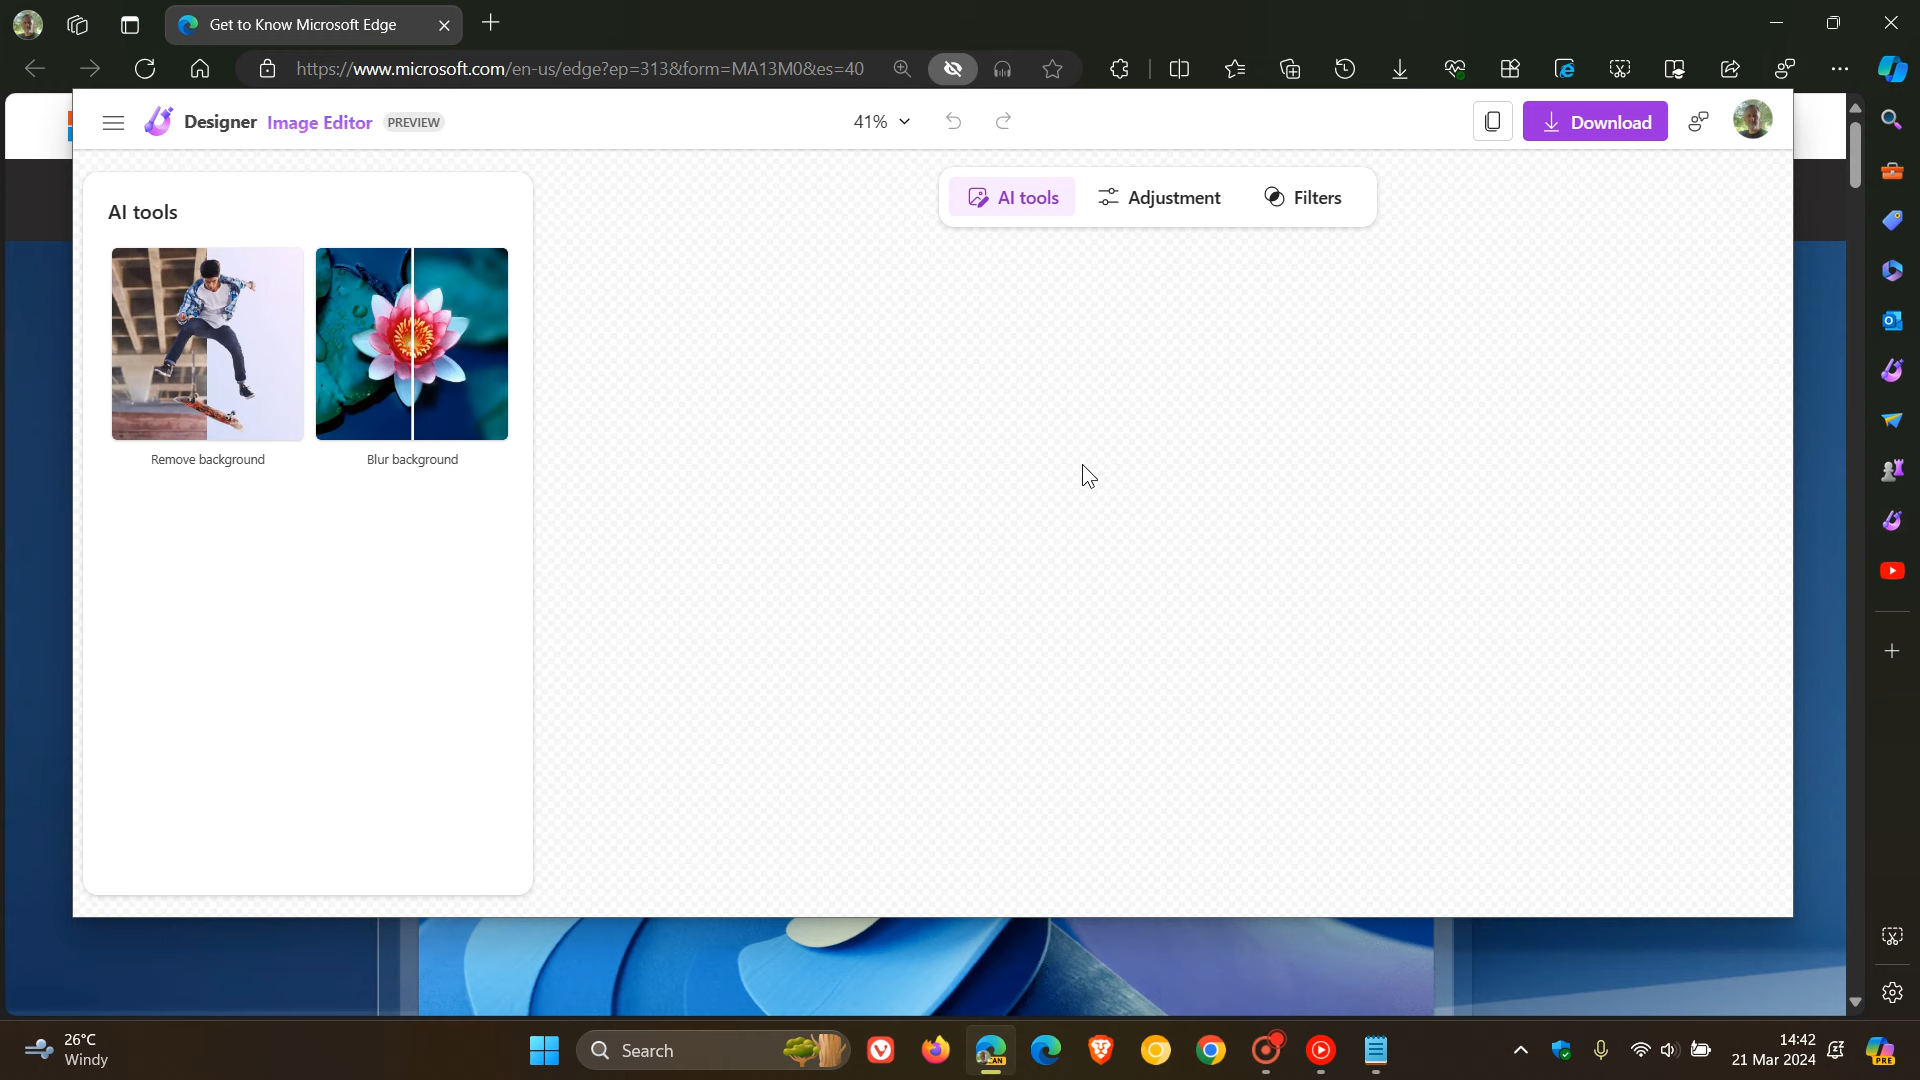 Get to Know Microsoft Edge
https://www.microsoft.com/en-us/edge?ep=313&form=MA13M0&es=40
Designer Image Editor PREVIEW
41%
Download
AI tools
AI tools
Adjustment
Filters
Remove background
Blur background
26°C
Windy
Search
CAN
14:42
21 Mar 2024
PRE